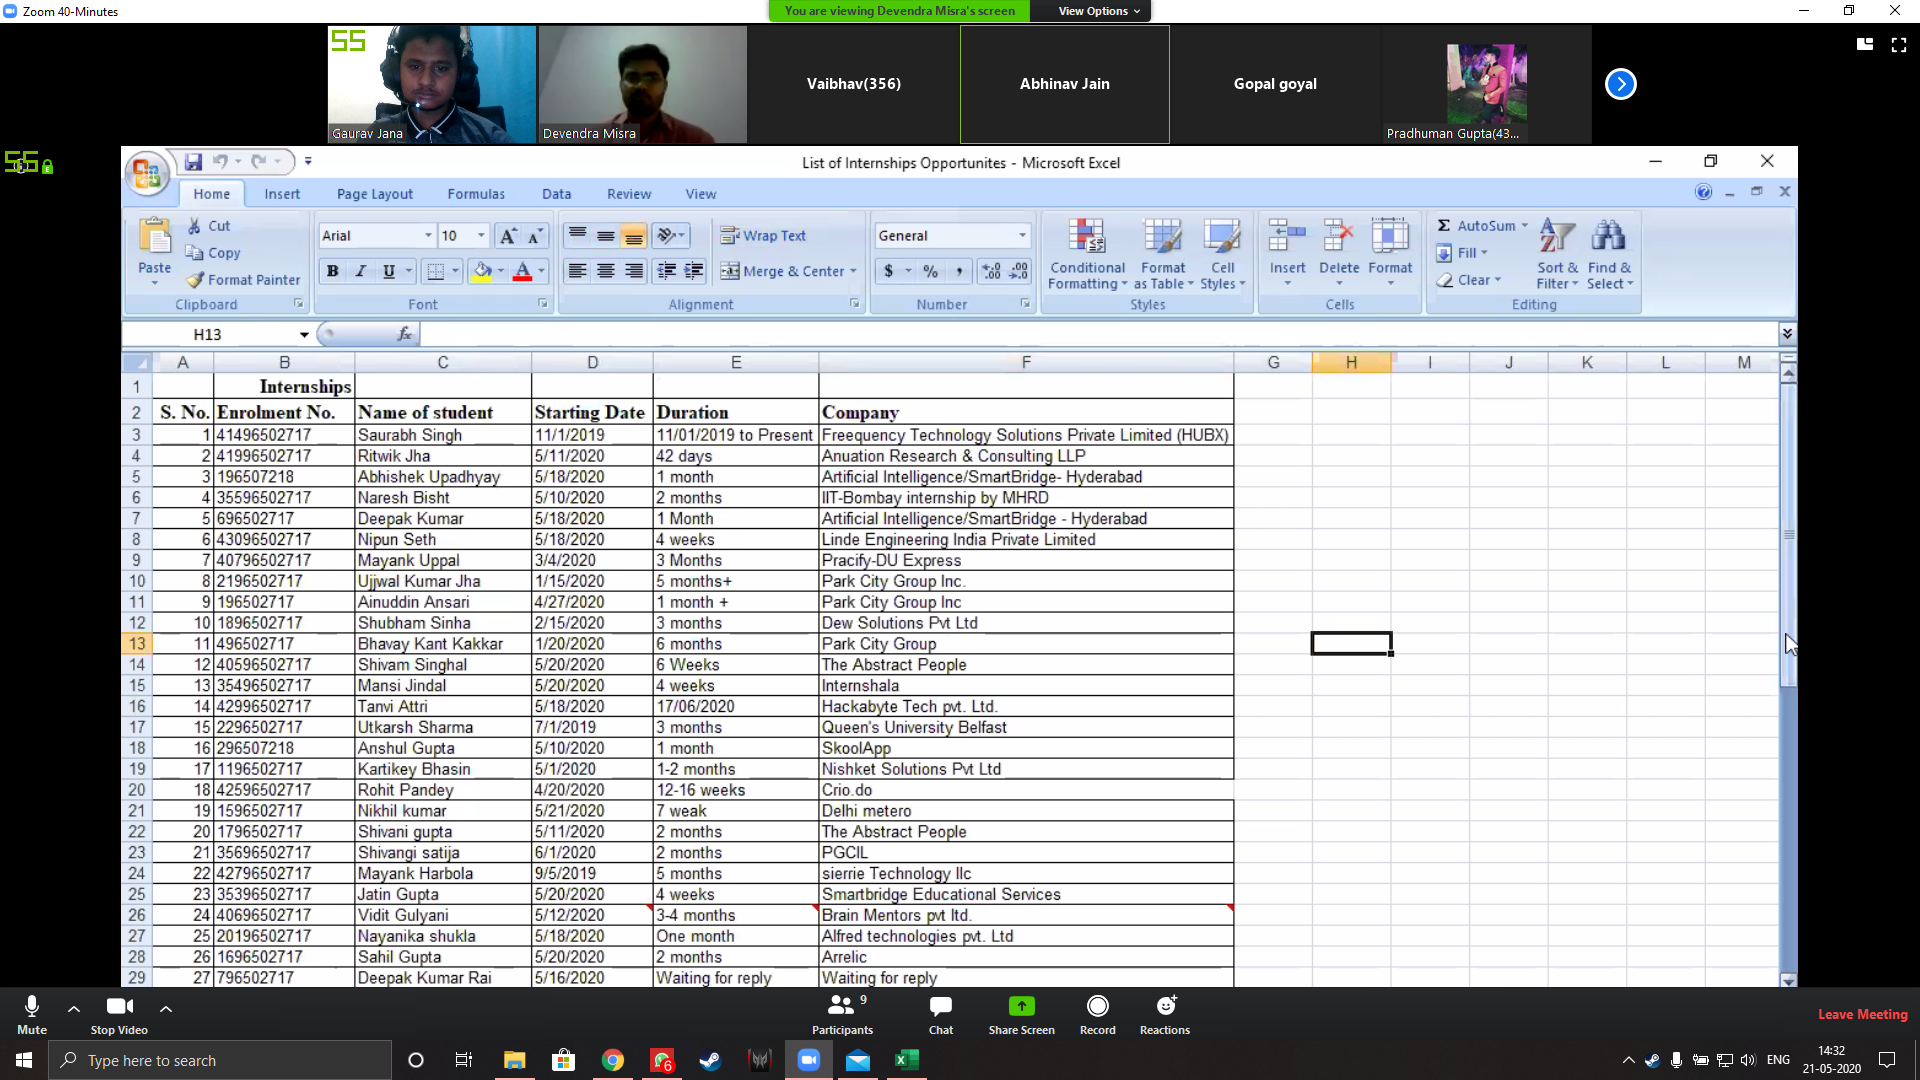 Zoom 40-Minutes
You are viewing Devendra Misra's screen
View Options
55
Gaurav Jana
Devendra Misra
Vaibhav(356)
Abhinav Jain
Gopal goyal
Pradhuman Gupta(43...
55
List of Internships Opportunites - Microsoft Excel
Home Insert Page Layout Formulas Data Review View
Paste
Cut
Copy
Format Painter
Clipboard
Arial 10
B I U
Font
Wrap Text
Merge & Center
Alignment
General
$ % ,
Number
Conditional Formatting
Format as Table
Cell Styles
Styles
Insert Delete Format
Cells
Σ AutoSum
Fill
Clear
Sort & Filter
Find & Select
Editing
H13 fx
A B C D E F G H I J K L M
1 Internships
2 S. No. Enrolment No. Name of student Starting Date Duration Company
3 1 41496502717 Saurabh Singh 11/1/2019 11/01/2019 to Present Freequency Technology Solutions Private Limited (HUBX)
4 2 41996502717 Ritwik Jha 5/11/2020 42 days Anuation Research & Consulting LLP
5 3 196507218 Abhishek Upadhyay 5/18/2020 1 month Artificial Intelligence/SmartBridge- Hyderabad
6 4 35596502717 Naresh Bisht 5/10/2020 2 months IIT-Bombay internship by MHRD
7 5 696502717 Deepak Kumar 5/18/2020 1 Month Artificial Intelligence/SmartBridge - Hyderabad
8 6 43096502717 Nipun Seth 5/18/2020 4 weeks Linde Engineering India Private Limited
9 7 40796502717 Mayank Uppal 3/4/2020 3 Months Pracify-DU Express
10 8 2196502717 Ujjwal Kumar Jha 1/15/2020 5 months+ Park City Group Inc.
11 9 196502717 Ainuddin Ansari 4/27/2020 1 month + Park City Group Inc
12 10 1896502717 Shubham Sinha 2/15/2020 3 months Dew Solutions Pvt Ltd
13 11 496502717 Bhavay Kant Kakkar 1/20/2020 6 months Park City Group
14 12 40596502717 Shivam Singhal 5/20/2020 6 Weeks The Abstract People
15 13 35496502717 Mansi Jindal 5/20/2020 4 weeks Internshala
16 14 42996502717 Tanvi Attri 5/18/2020 17/06/2020 Hackabyte Tech pvt. Ltd.
17 15 2296502717 Utkarsh Sharma 7/1/2019 3 months Queen's University Belfast
18 16 296507218 Anshul Gupta 5/10/2020 1 month SkoolApp
19 17 1196502717 Kartikey Bhasin 5/1/2020 1-2 months Nishket Solutions Pvt Ltd
20 18 42596502717 Rohit Pandey 4/20/2020 12-16 weeks Crio.do
21 19 1596502717 Nikhil kumar 5/21/2020 7 weak Delhi metero
22 20 1796502717 Shivani gupta 5/11/2020 2 months The Abstract People
23 21 35696502717 Shivangi satija 6/1/2020 2 months PGCIL
24 22 42796502717 Mayank Harbola 9/5/2019 5 months sierrie Technology llc
25 23 35396502717 Jatin Gupta 5/20/2020 4 weeks Smartbridge Educational Services
26 24 40696502717 Vidit Gulyani 5/12/2020 3-4 months Brain Mentors pvt ltd.
27 25 20196502717 Nayanika shukla 5/18/2020 One month Alfred technologies pvt. Ltd
28 26 1696502717 Sahil Gupta 5/20/2020 2 months Arrelic
29 27 796502717 Deepak Kumar Rai 5/16/2020 Waiting for reply Waiting for reply
Mute Stop Video Participants 9 Chat Share Screen Record Reactions Leave Meeting
Type here to search
6
ENG
14:32
21-05-2020